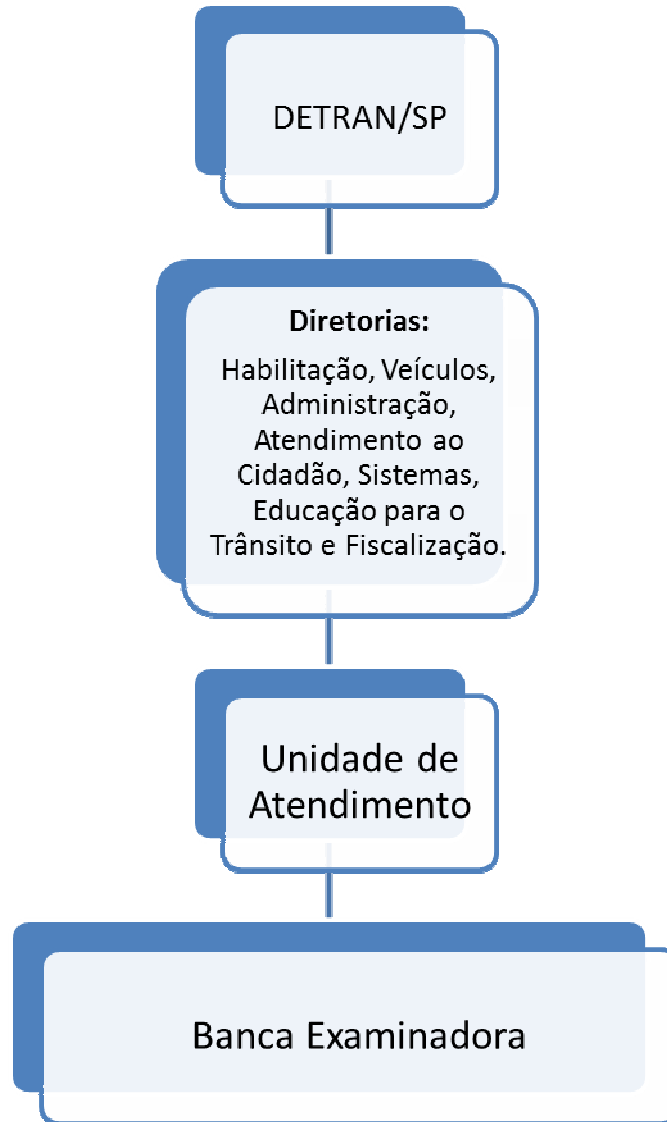 DETRAN/SP
Diretorias:
Habilitação, Veículos,
Administração,
Atendimento ao
Cidadão, Sistemas,
Educação para o
Trânsito e Fiscalização.
Unidade de
Atendimento
Banca Examinadora